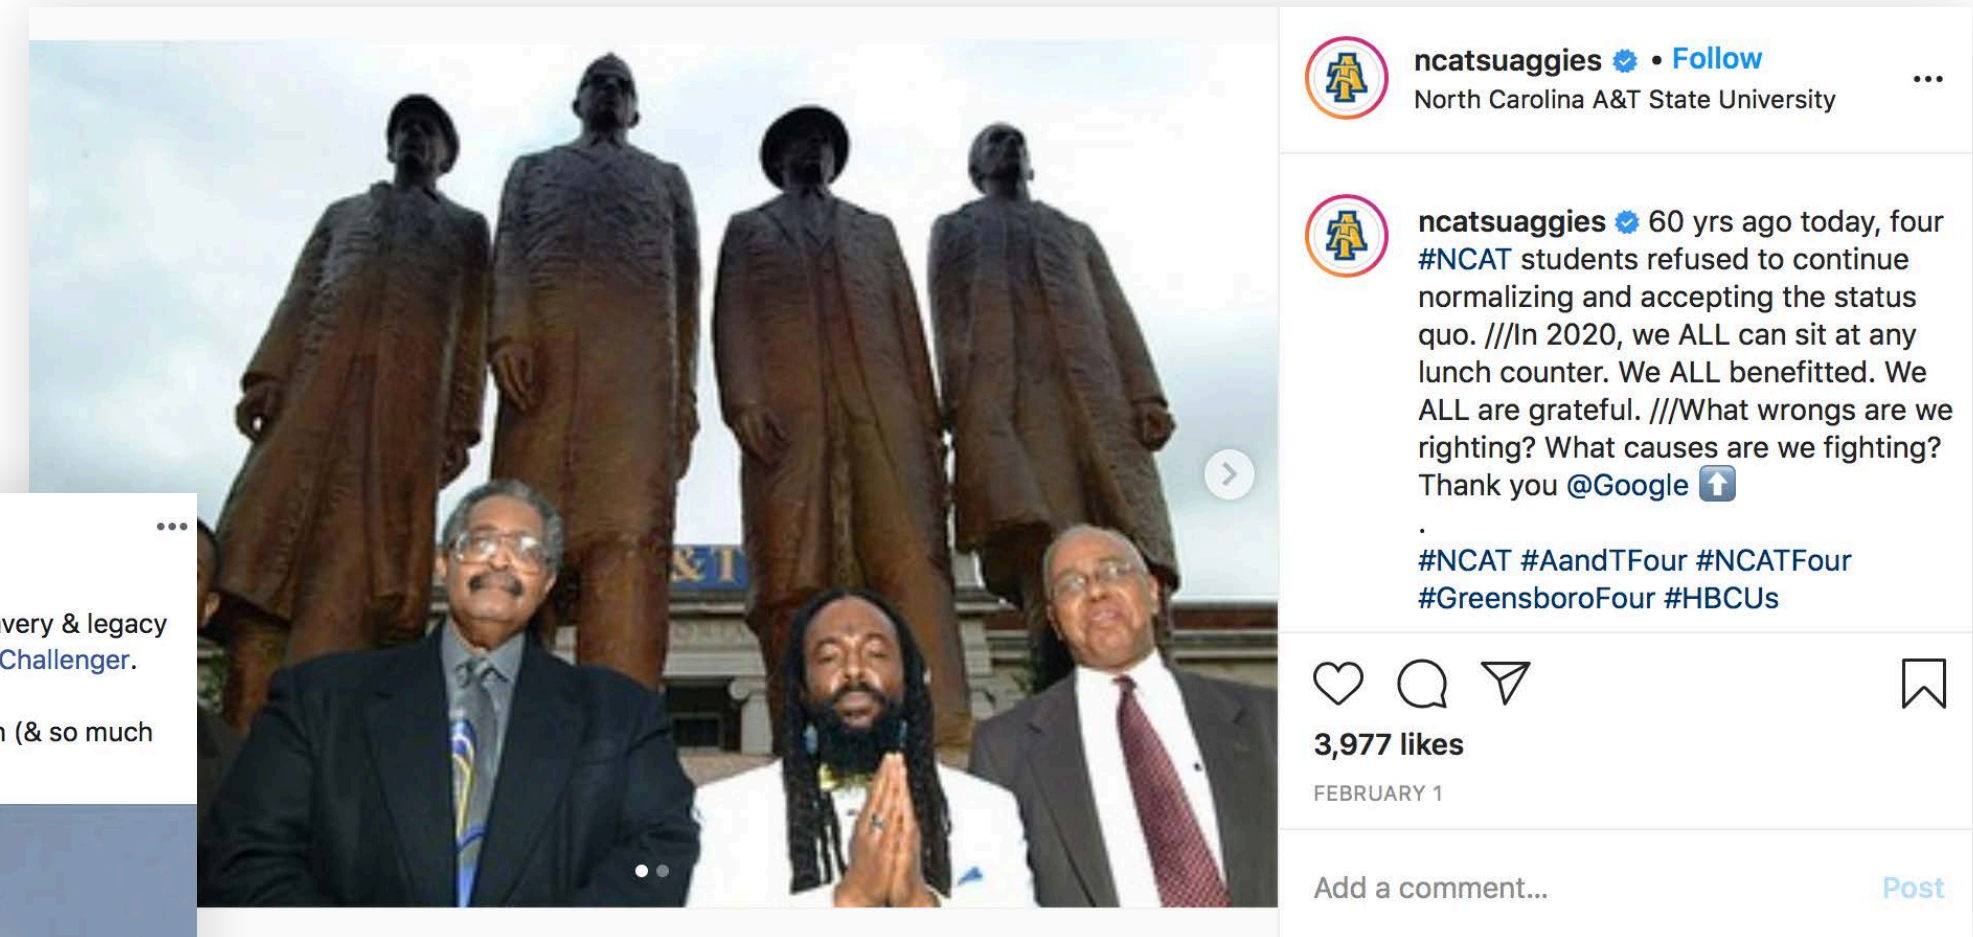 ncatsuaggies • Follow
North Carolina A&T State University
ncatsuaggies 60 yrs ago today, four
#NCAT students refused to continue
normalizing and accepting the status
quo. ///In 2020, we ALL can sit at any
lunch counter. We ALL benefitted. We
ALL are grateful. ///What wrongs are we
righting? What causes are we fighting?
Thank you @Google ⬆️
.
#NCAT #AandTFour #NCATFour
#GreensboroFour #HBCUs
3,977 likes
FEBRUARY 1
Add a comment... Post
&T
& legacy
Challenger.
(& so much